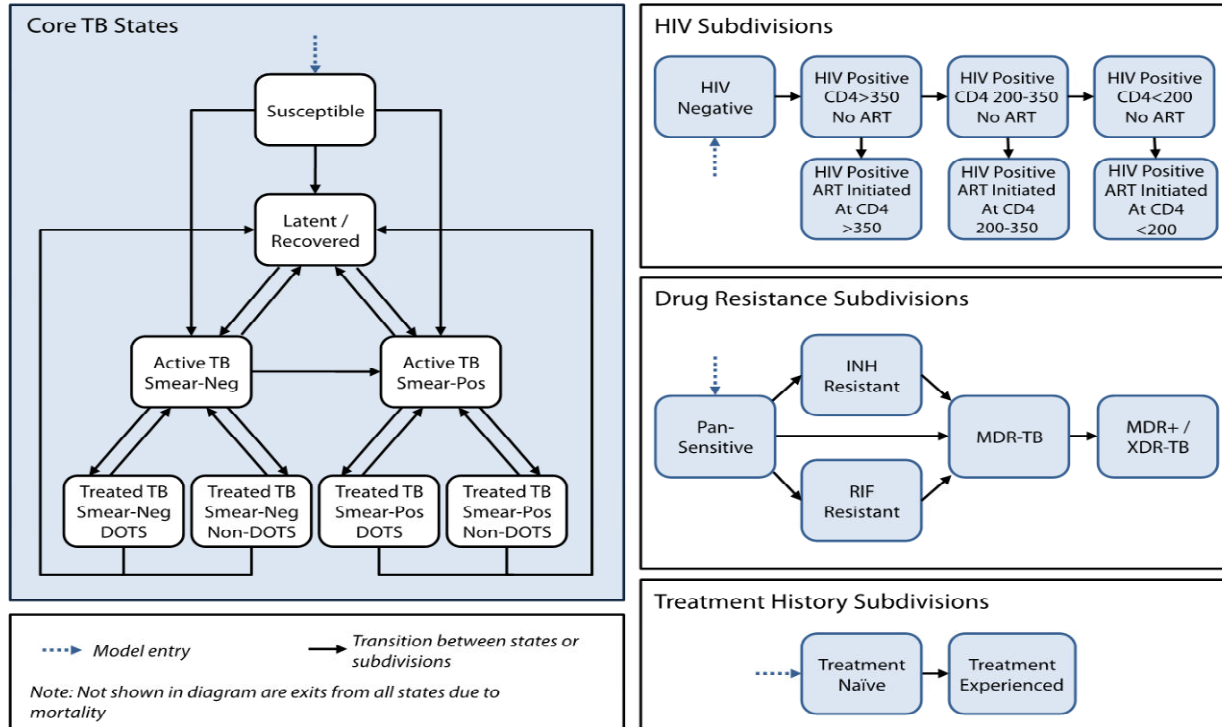 Core TB States
Susceptible
Latent /
Recovered
Active TB
Smear-Neg
Active TB
Smear-Pos
Treated TB
Smear-Neg
DOTS
Treated TB
Smear-Neg
Non-DOTS
Treated TB
Smear-Pos
DOTS
Treated TB
Smear-Pos
Non-DOTS
Model entry
Transition between states or
subdivisions
Note: Not shown in diagram are exits from all states due to
mortality
HIV Subdivisions
HIV
Negative
HIV Positive
CD4>350
No ART
HIV Positive
CD4 200-350
No ART
HIV Positive
CD4<200
No ART
HIV Positive
ART Initiated
At CD4
>350
HIV Positive
ART Initiated
At CD4
200-350
HIV Positive
ART Initiated
At CD4
<200
Drug Resistance Subdivisions
Pan-
Sensitive
INH
Resistant
RIF
Resistant
MDR-TB
MDR+ /
XDR-TB
Treatment History Subdivisions
Treatment
Naïve
Treatment
Experienced